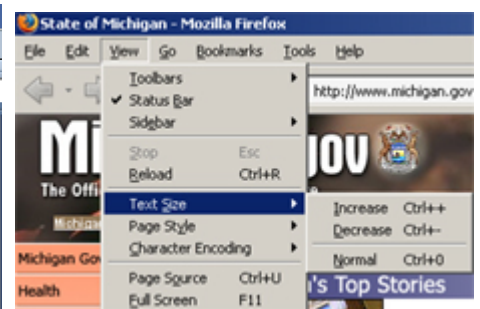 State of Michigan - Mozilla Firefox
File Edit View Go Bookmarks Tools Help
Toolbars
http://www.michigan.gov
Status Bar
Sidebar
Stop Esc
Reload Ctrl+R
Mi
gov
The Offi
Michigan
Text Size
Increase Ctrl++
Page Style
Decrease Ctrl+-
Character Encoding
Normal Ctrl+0
Michigan Gov
Page Source Ctrl+U
's Top Stories
Health
Full Screen F11